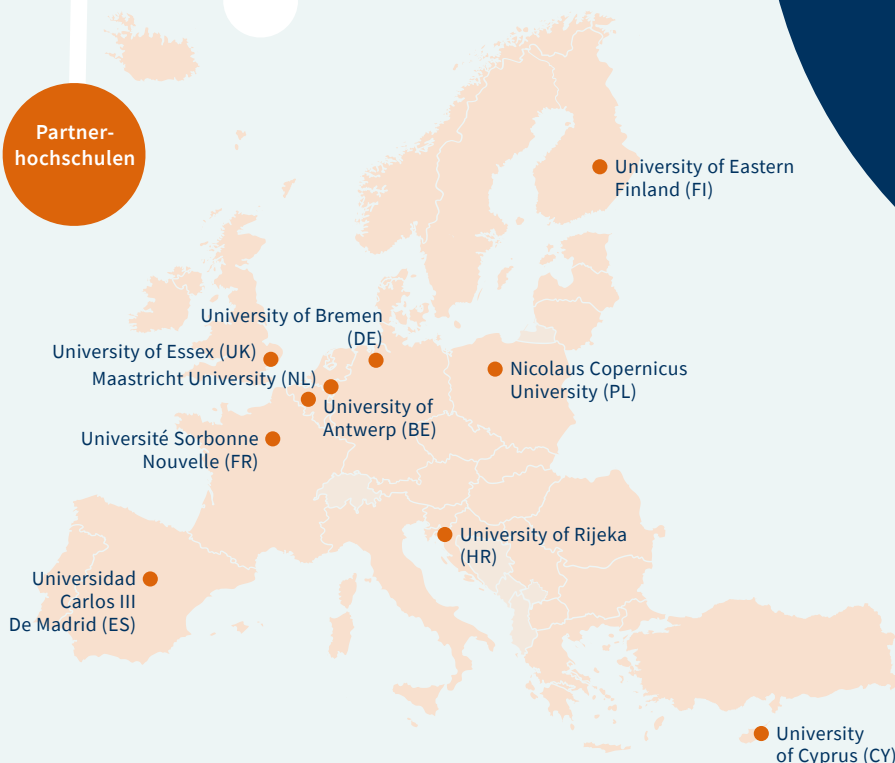 Partner-
hochschulen
University of Eastern
Finland (FI)
University of Bremen
(DE)
University of Essex (UK)
Maastricht University (NL)
Nicolaus Copernicus
University (PL)
University of
Antwerp (BE)
Université Sorbonne
Nouvelle (FR)
University of Rijeka
(HR)
Universidad
Carlos III
De Madrid (ES)
University
of Cyprus (CY)